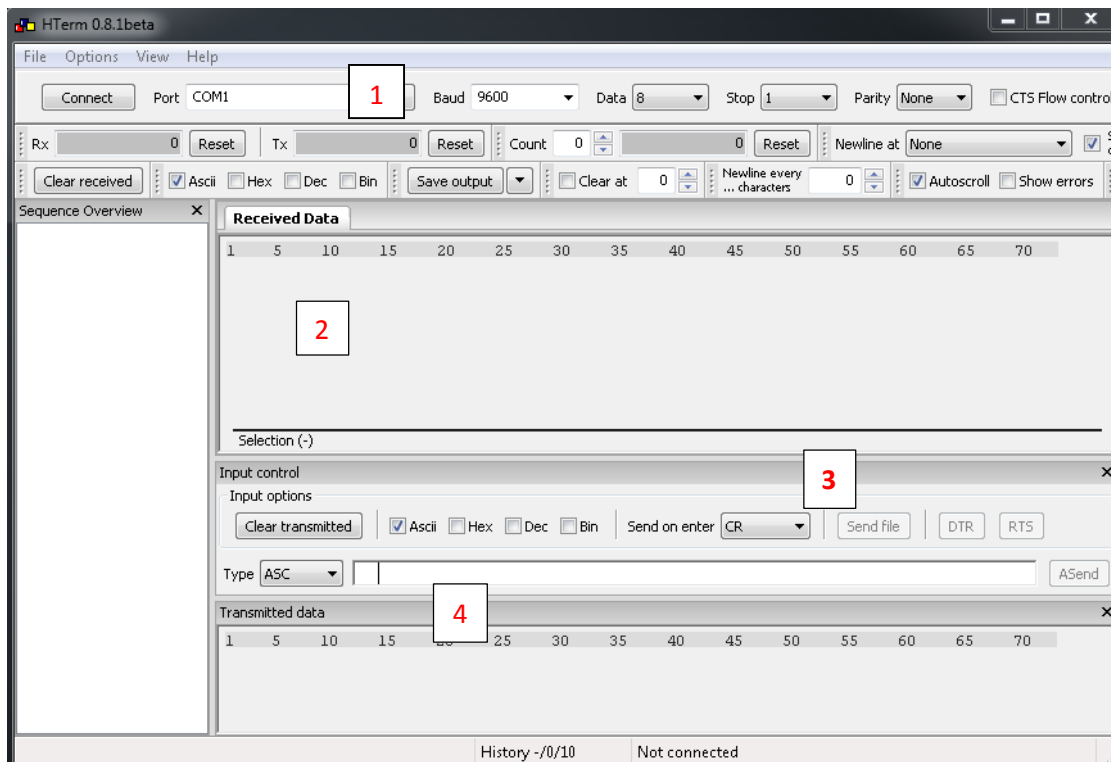 HTerm 0.8.1beta
File Options View Help
Connect Port COM1 1 Baud 9600 Data 8 Stop 1 Parity None CTS Flow control
Rx 0 Reset Tx 0 Reset Count 0 0 Reset Newline at None
Clear received Ascii Hex Dec Bin Save output Clear at 0 Newline every ... characters 0 Autoscroll Show errors
Sequence Overview X
Received Data
1 5 10 15 20 25 30 35 40 45 50 55 60 65 70
2
Selection (-)
Input control
3
Input options
Clear transmitted Ascii Hex Dec Bin Send on enter CR Send file DTR RTS
Type ASC ASend
4
Transmitted data
1 5 10 15 25 30 35 40 45 50 55 60 65 70
History -/0/10 Not connected